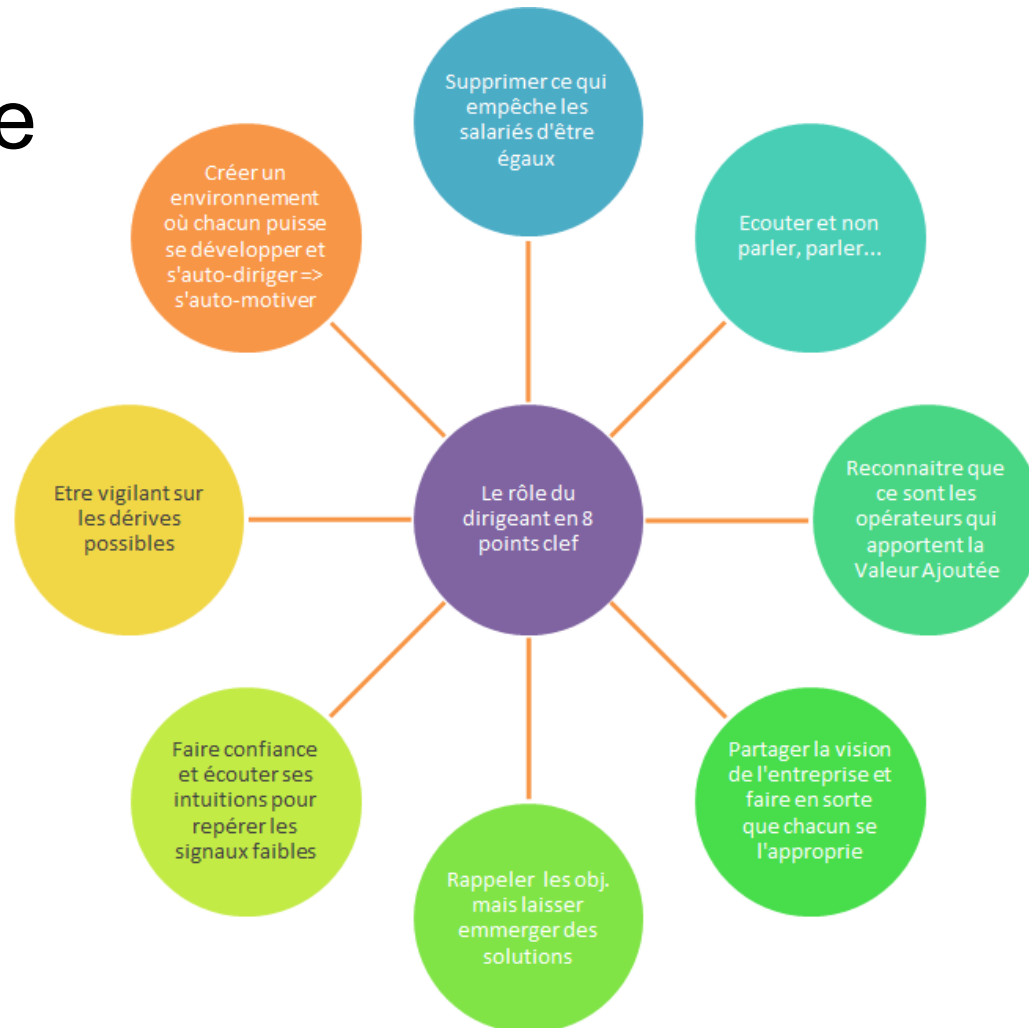 e
Supprimer ce qui
empêche les
salariés d'être
égaux
Ecouter et non
parler, parler...
Reconnaitre que
ce sont les
opérateurs qui
apportent la
Valeur Ajoutée
Partager la vision
de l'entreprise et
faire en sorte
que chacun se
l'approprie
Rappeler les obj.
mais laisser
emmerger des
solutions
Faire confiance
et écouter ses
intuitions pour
repérer les
signaux faibles
Etre vigilant sur
les dérives
possibles
Créer un
environnement
où chacun puisse
se développer et
s'auto-diriger =>
s'auto-motiver
Le rôle du
dirigeant en 8
points clef